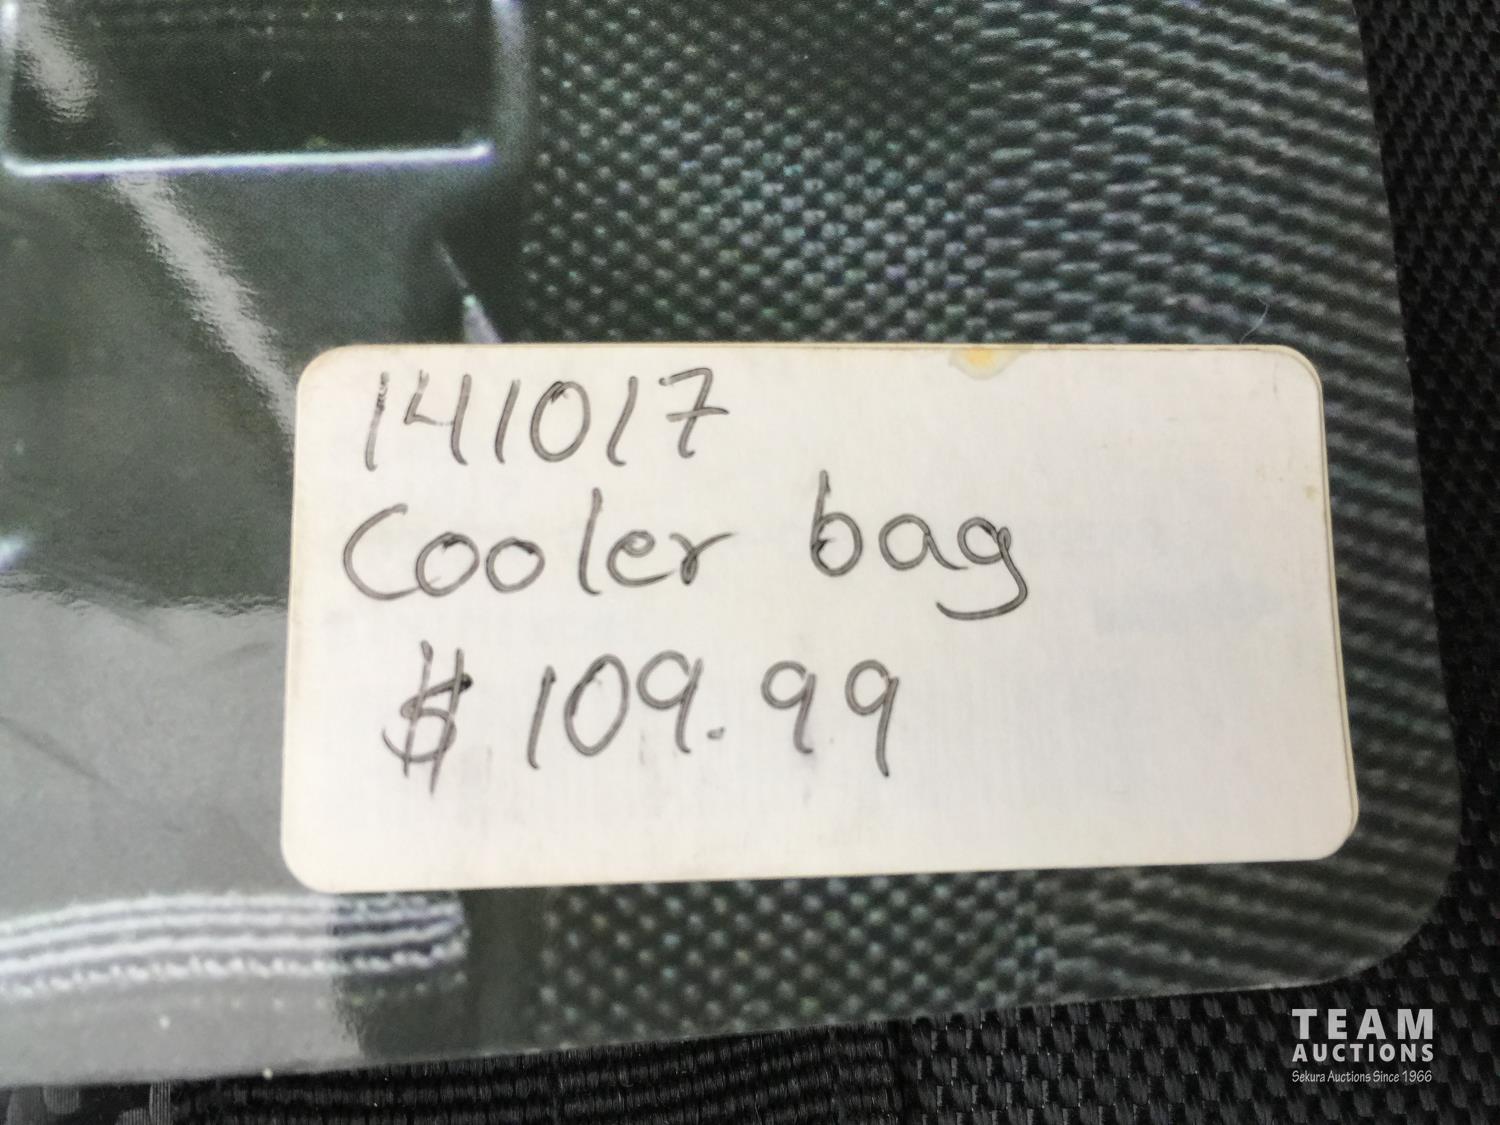 141017
Cooler bag
$ 109.99
TEAM
AUCTIONS
Sekura Auctions Since 1966